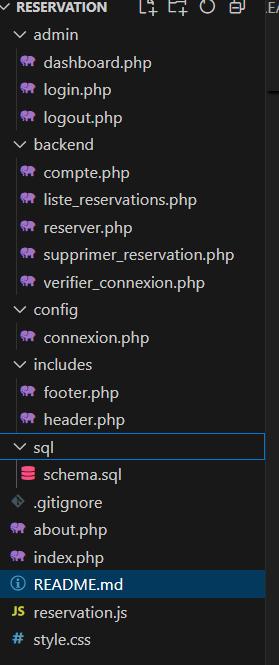 RESERVATION
admin
dashboard.php
login.php
logout.php
backend
compte.php
liste_reservations.php
reserver.php
supprimer_reservation.php
verifier_connexion.php
config
connexion.php
includes
footer.php
header.php
sql
schema.sql
.gitignore
about.php
index.php
README.md
JS reservation.js
# style.css